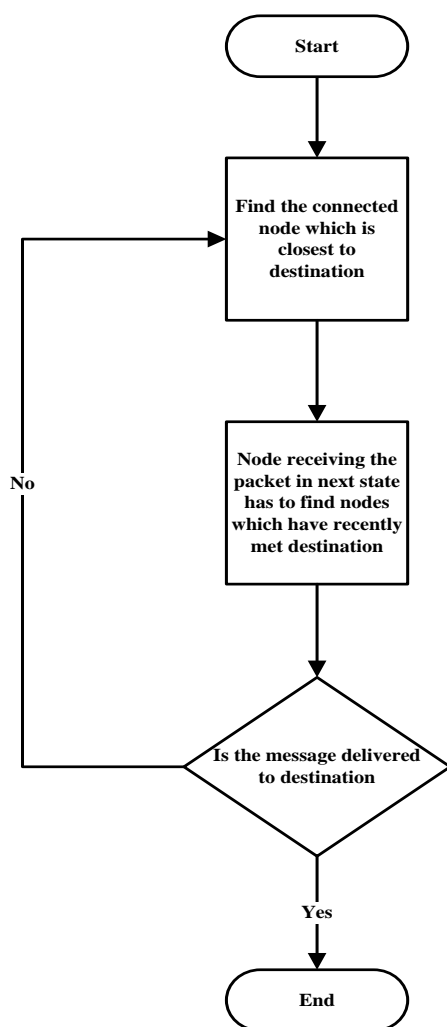 Start
Find the connected
node which is
closest to
destination
Node receiving the
packet in next state
has to find nodes
which have recently
met destination
No
Is the message delivered
to destination
Yes
End